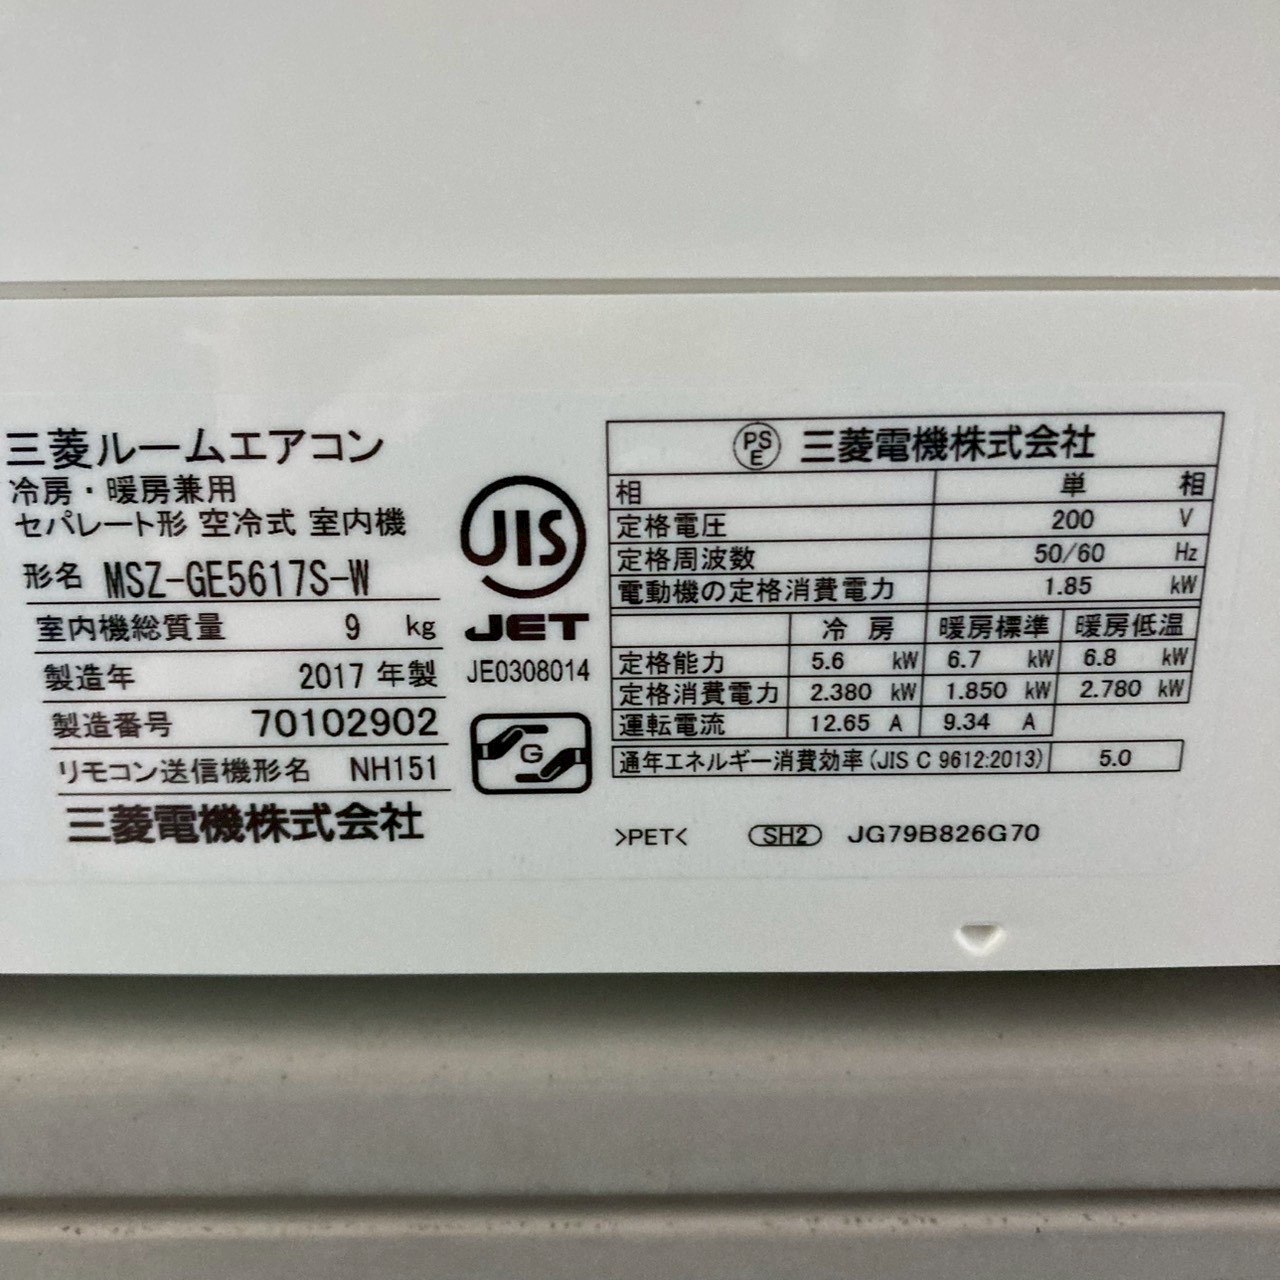 三菱ルームエアコン
冷房・暖房兼用
セパレート形 空冷式 室内機
形名 MSZ-GE5617S-W
室内機総質量 9 kg
製造年 2017 年製
製造番号 70102902
リモコン送信機形名 NH151
三菱電機株式会社
JIS
JET
JE0308014
G
PS
E 三菱電機株式会社
相 単 相
定格電圧 200 V
定格周波数 50/60 Hz
電動機の定格消費電力 1.85 kW
冷房 暖房標準 暖房低温
定格能力 5.6 kW 6.7 kW 6.8 kW
定格消費電力 2.380 kW 1.850 kW 2.780 kW
運転電流 12.65 A 9.34 A
通年エネルギー消費効率(JIS C 9612:2013) 5.0
>PET< SH2 JG79B826G70